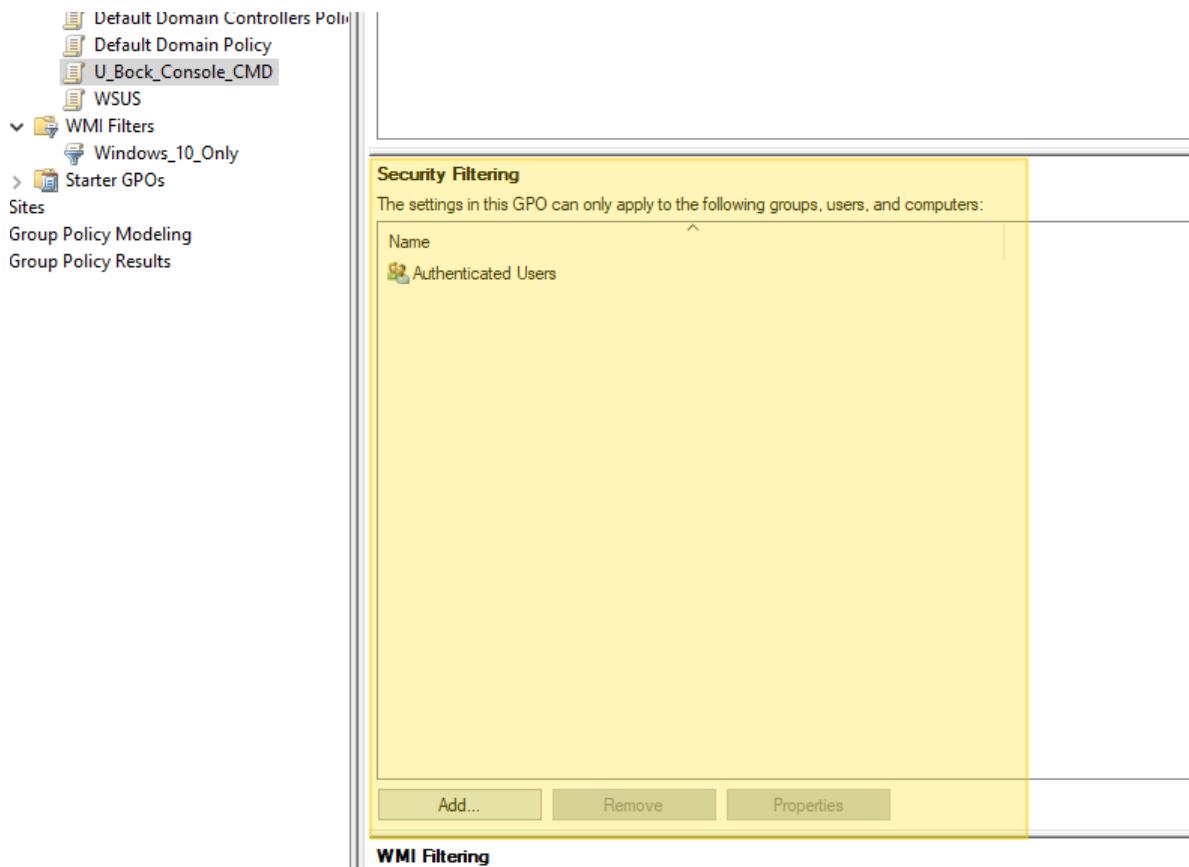 Default Domain Controllers Poli
Default Domain Policy
U_Bock_Console_CMD
WSUS
WMI Filters
Windows_10_Only
Starter GPOs
Sites
Group Policy Modeling
Group Policy Results
Security Filtering
The settings in this GPO can only apply to the following groups, users, and computers:
Name
Authenticated Users
Add... Remove Properties
WMI Filtering